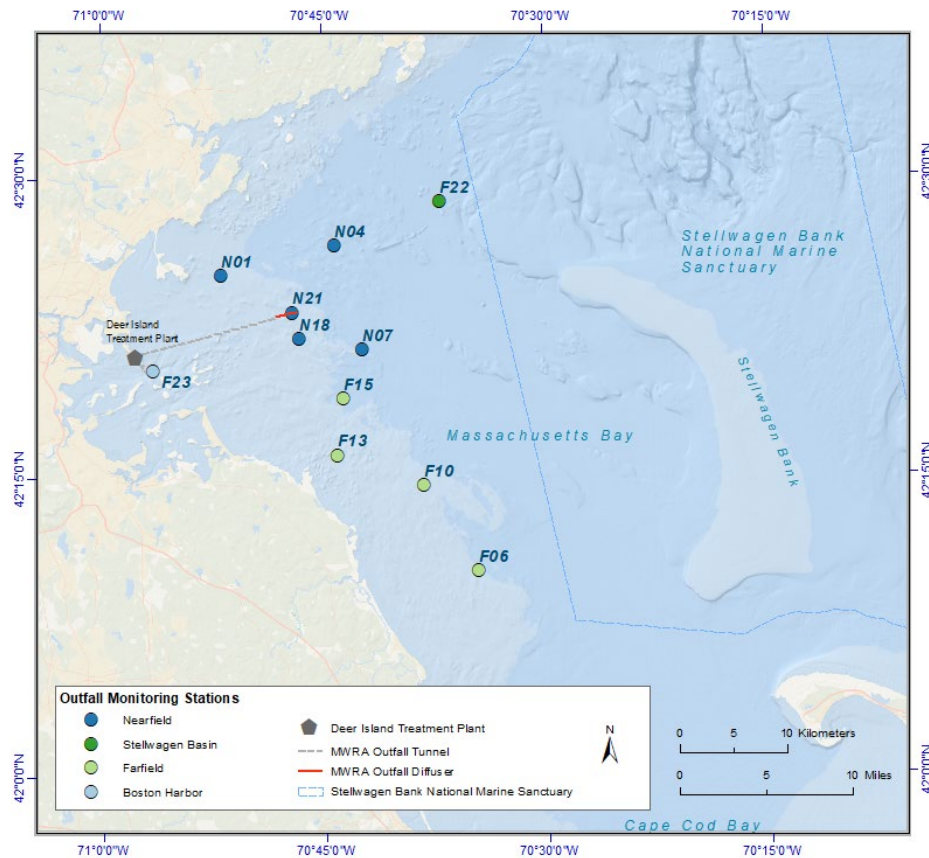 71°0'0"W
70°45'0"W
70°30'0"W
70°15'0"W
42°30'0"N
42°30'0"N
F22
N04
Stellwagen Bank
National Marine
Sanctuary
N01
N21
Deer Island
Treatment Plant
N18
N07
F23
F15
Stellwagen Bank
Massachusetts Bay
F13
42°15'0"N
42°15'0"N
F10
F06
Outfall Monitoring Stations
Nearfield
Stellwagen Basin
Farfield
Boston Harbor
Deer Island Treatment Plant
MWRA Outfall Tunnel
MWRA Outfall Diffuser
Stellwagen Bank National Marine Sanctuary
N
0 5 10 Kilometers
0 5 10 Miles
42°0'0"N
42°0'0"N
Cape Cod Bay
71°0'0"W
70°45'0"W
70°30'0"W
70°15'0"W